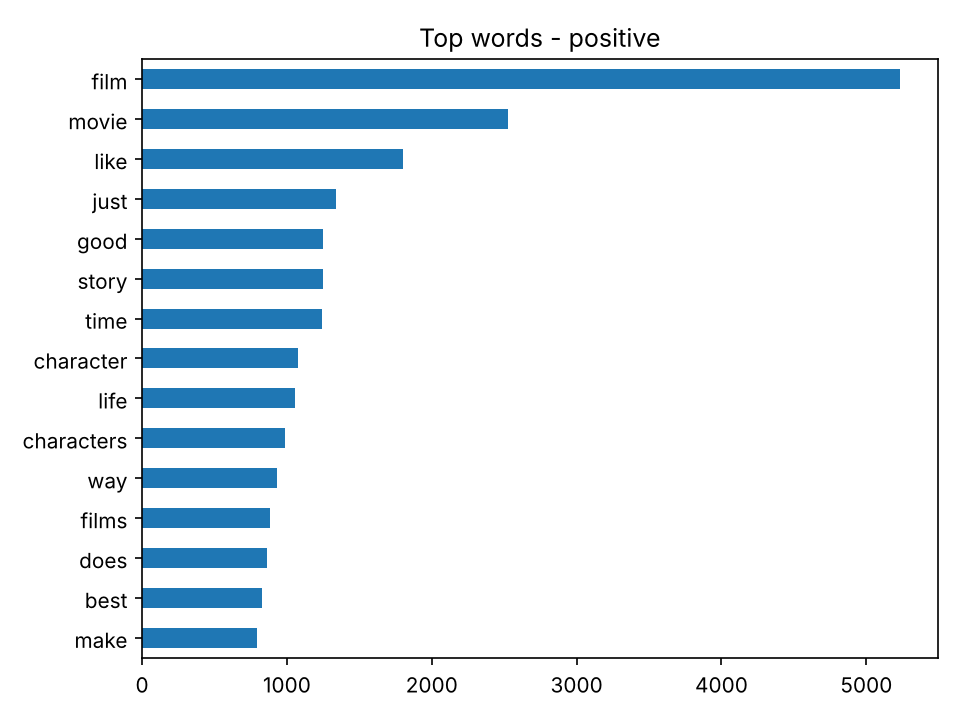 Top words - positive
film
movie
like
just
good
story
time
character
life
characters
way
films
does
best
make
0 1000 2000 3000 4000 5000